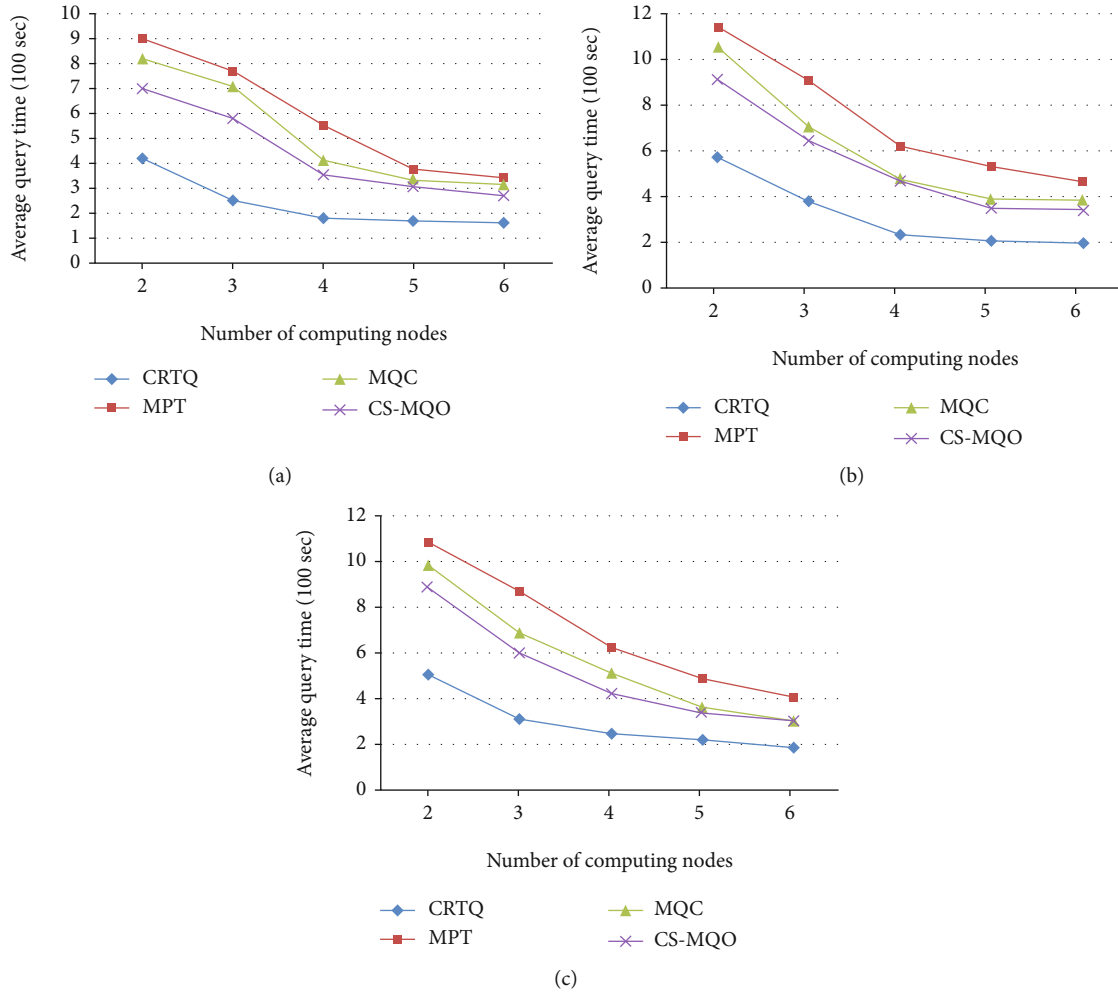 Average query time (100 sec)
10
9
8
7
6
5
4
3
2
1
0
2 3 4 5 6
Number of computing nodes
CRTQ MQC
MPT CS-MQO
(a)
Average query time (100 sec)
12
10
8
6
4
2
0
2 3 4 5 6
Number of computing nodes
CRTQ MQC
MPT CS-MQO
(b)
Average query time (100 sec)
12
10
8
6
4
2
0
2 3 4 5 6
Number of computing nodes
CRTQ MQC
MPT CS-MQO
(c)